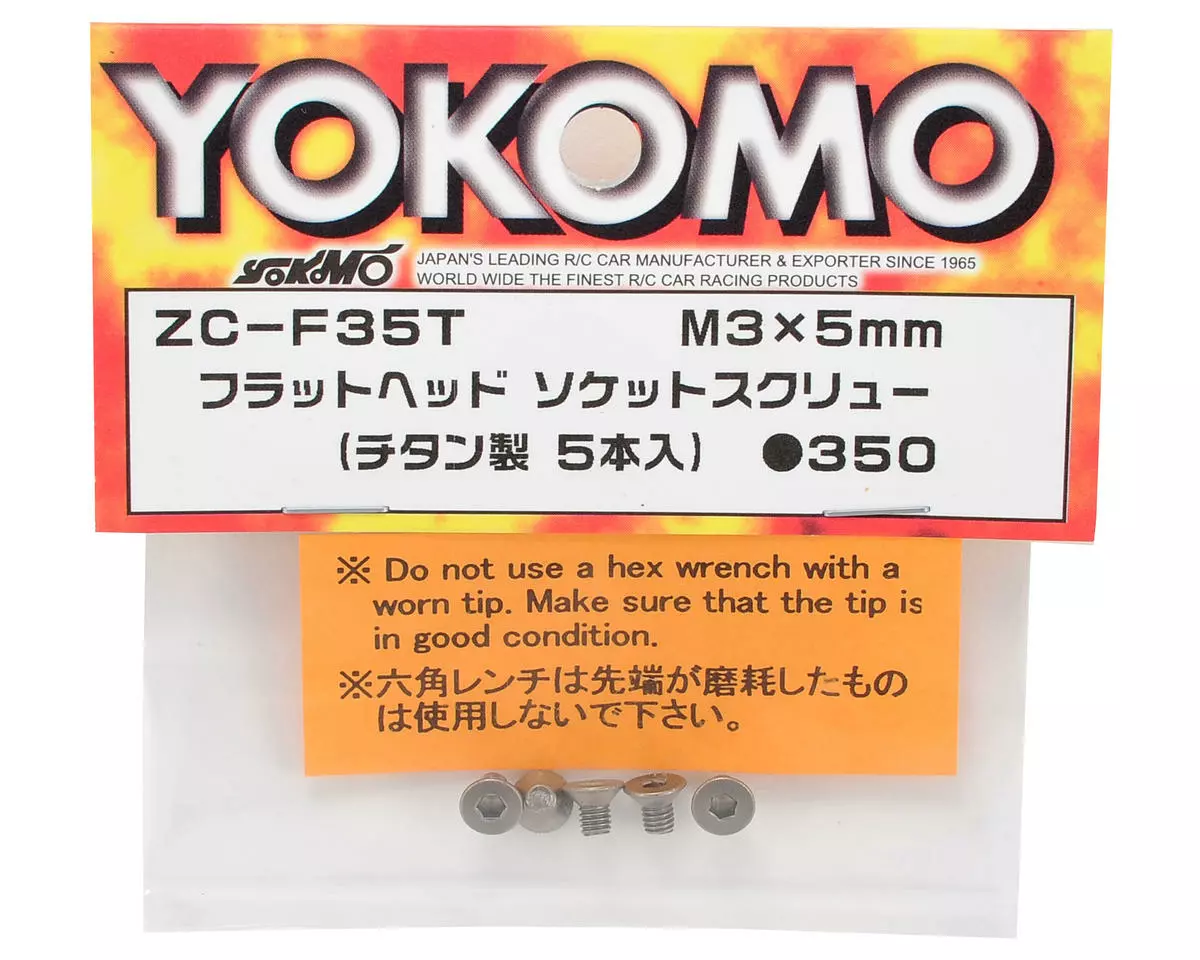 YOKOMO
YOKOMO JAPAN'S LEADING R/C CAR MANUFACTURER & EXPORTER SINCE 1965
WORLD WIDE THE FINEST R/C CAR RACING PRODUCTS
ZC-F35T M3×5mm
フラットヘッド ソケットスクリュー
(チタン製 5本入) ●350
※ Do not use a hex wrench with a
worn tip. Make sure that the tip is
in good condition.
※六角レンチは先端が磨耗したもの
は使用しないで下さい。